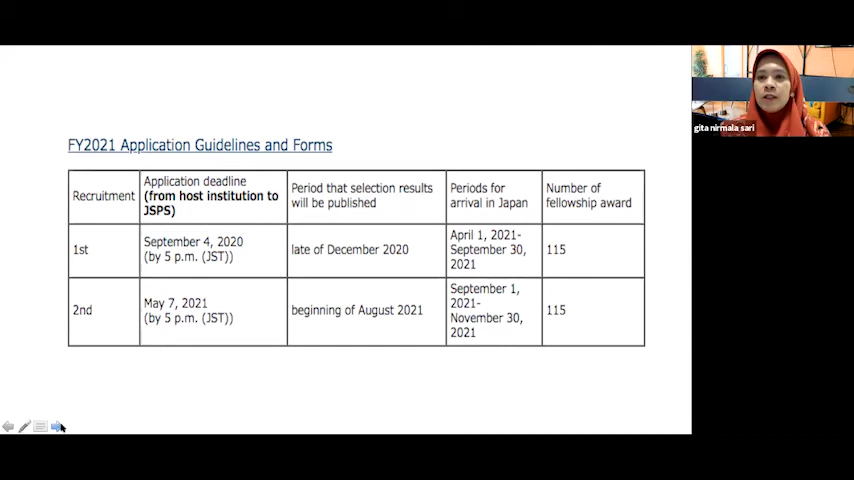 FY2021 Application Guidelines and Forms
Recruitment
Application deadline
(from host institution to
JSPS)
Period that selection results
will be published
Periods for
arrival in Japan
Number of
fellowship award
1st
September 4, 2020
(by 5 p.m. (JST))
late of December 2020
April 1, 2021-
September 30,
2021
115
2nd
May 7, 2021
(by 5 p.m. (JST))
beginning of August 2021
September 1,
2021-
November 30,
2021
115
gita nirmala sari